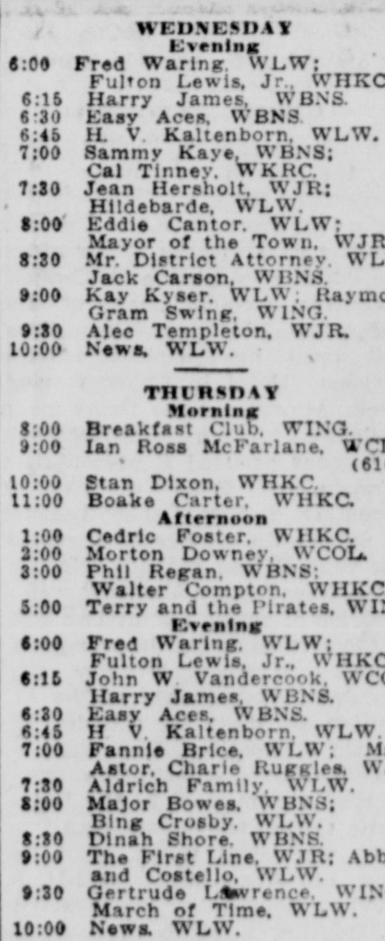 WEDNESDAY
Evening
6:00 Fred Waring, WLW;
Fulton Lewis, Jr., WHKC
6:15 Harry James, WBNS.
6:30 Easy Aces, WBNS.
6:45 H. V. Kaltenborn, WLW.
7:00 Sammy Kaye, WBNS;
Cal Tinney, WKRC.
7:30 Jean Hersholt, WJR;
Hildebarde, WLW.
8:00 Eddie Cantor, WLW;
Mayor of the Town, WJR
8:30 Mr. District Attorney, WL
Jack Carson, WBNS.
9:00 Kay Kyser, WLW; Raymo
Gram Swing, WING.
9:30 Alec Templeton, WJR.
10:00 News, WLW.
THURSDAY
Morning
8:00 Breakfast Club, WING.
9:00 Ian Ross McFarlane, WC
(61
10:00 Stan Dixon, WHKC.
11:00 Boake Carter, WHKC.
Afternoon
1:00 Cedric Foster, WHKC.
2:00 Morton Downey, WCOL.
3:00 Phil Regan, WBNS;
Walter Compton, WHKC
5:00 Terry and the Pirates, WI
Evening
6:00 Fred Waring, WLW;
Fulton Lewis, Jr., WHKC
6:15 John W. Vandercook, WCO
Harry James, WBNS.
6:30 Easy Aces, WBNS.
6:45 H V. Kaltenborn, WLW.
7:00 Fannie Brice, WLW; M
Astor, Charie Ruggles, W
7:30 Aldrich Family, WLW.
8:00 Major Bowes, WBNS;
Bing Crosby, WLW.
8:30 Dinah Shore, WBNS.
9:00 The First Line, WJR; Abb
and Costello, WLW.
9:30 Gertrude Lawrence, WIN
March of Time, WLW.
10:00 News, WLW.